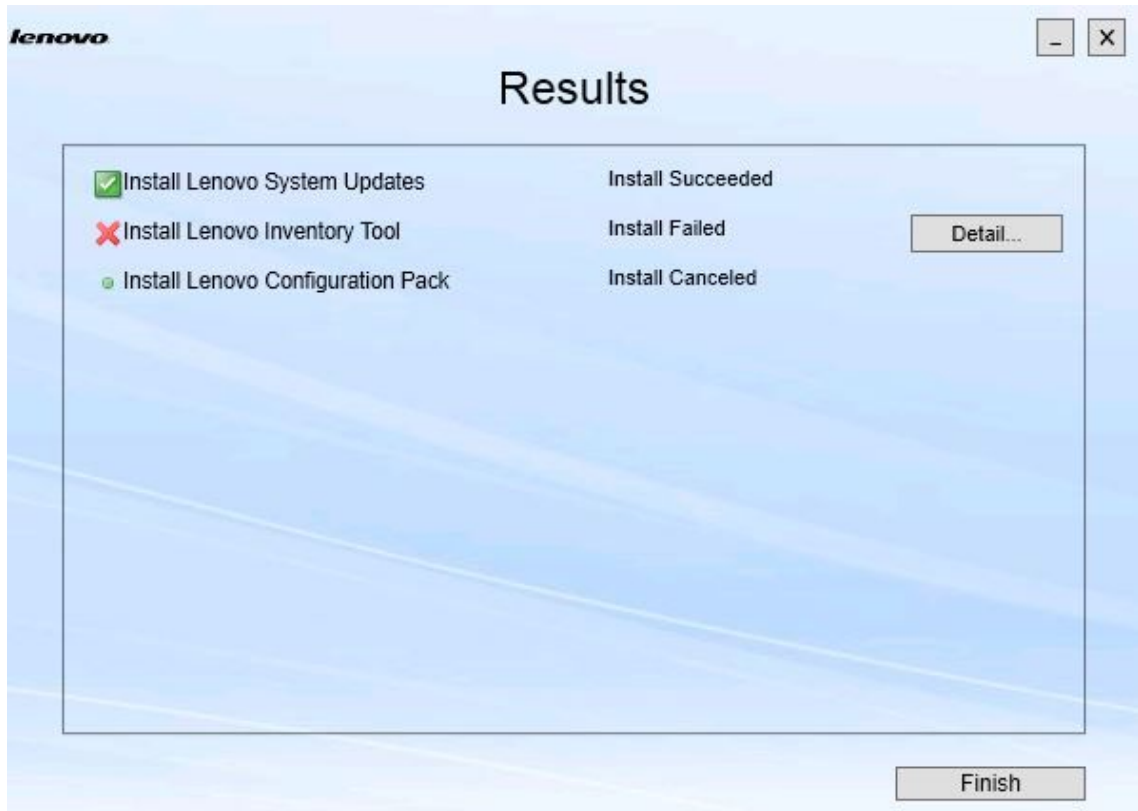 lenovo
_ X
Results
Install Lenovo System Updates Install Succeeded
Install Lenovo Inventory Tool Install Failed Detail...
Install Lenovo Configuration Pack Install Canceled
Finish